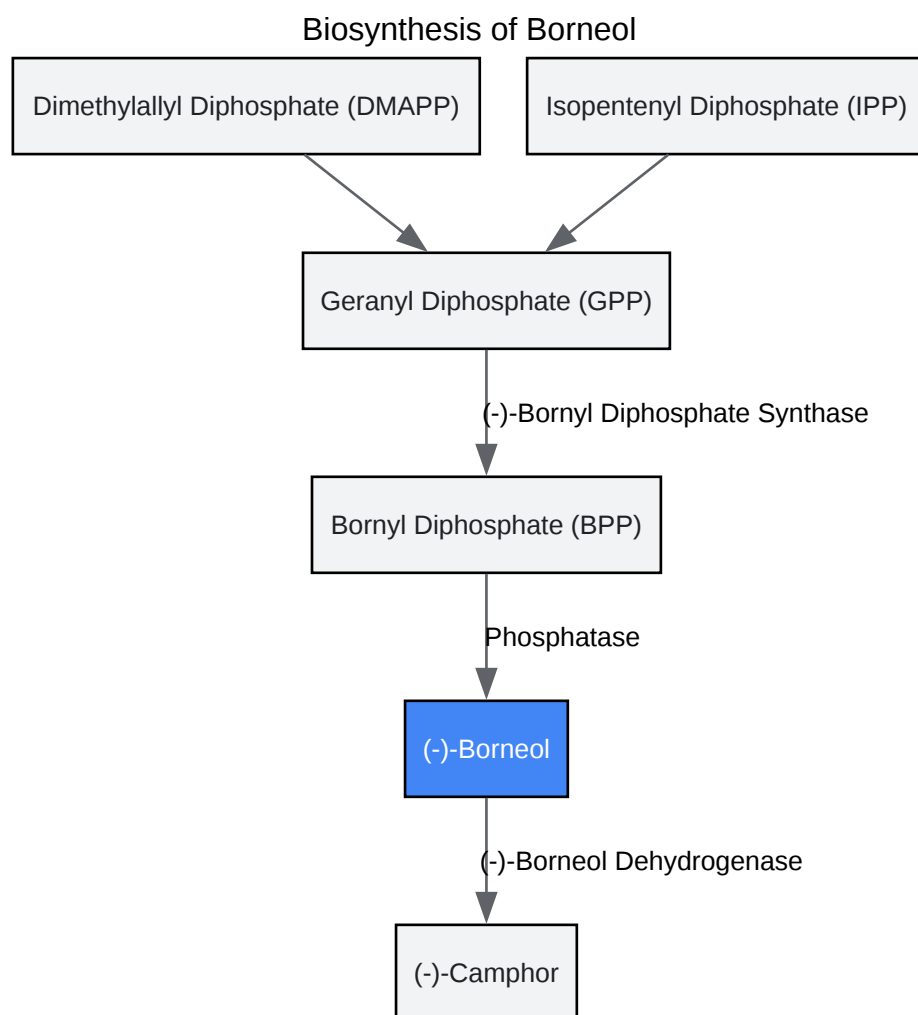 Biosynthesis of Borneol
Dimethylallyl Diphosphate (DMAPP)
Isopentenyl Diphosphate (IPP)
Geranyl Diphosphate (GPP)
(-)-Bornyl Diphosphate Synthase
Bornyl Diphosphate (BPP)
Phosphatase
(-)-Borneol
(-)-Borneol Dehydrogenase
(-)-Camphor